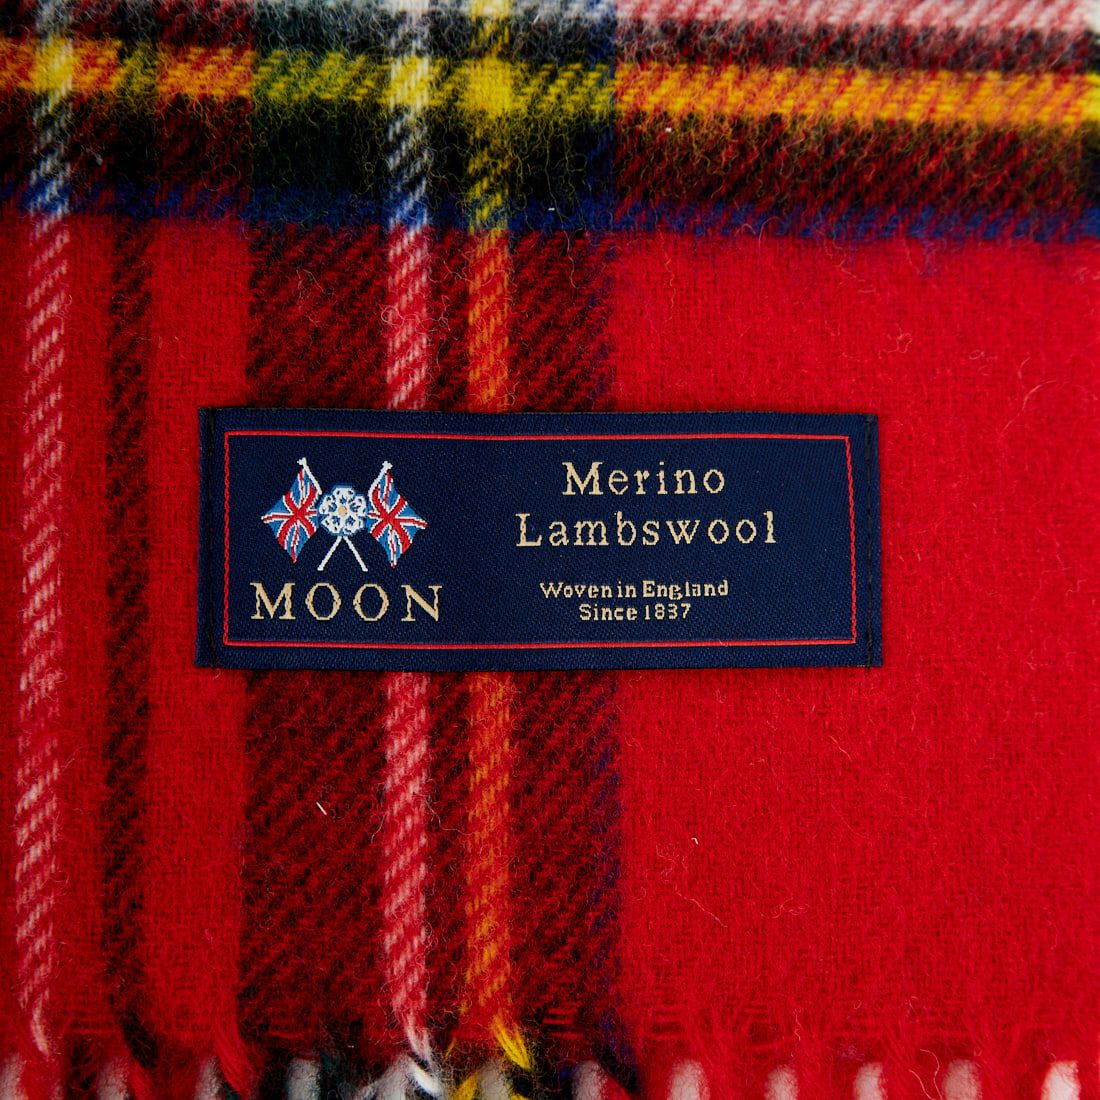 MOON
Merino
Lambswool
Woven in England
Since 1837